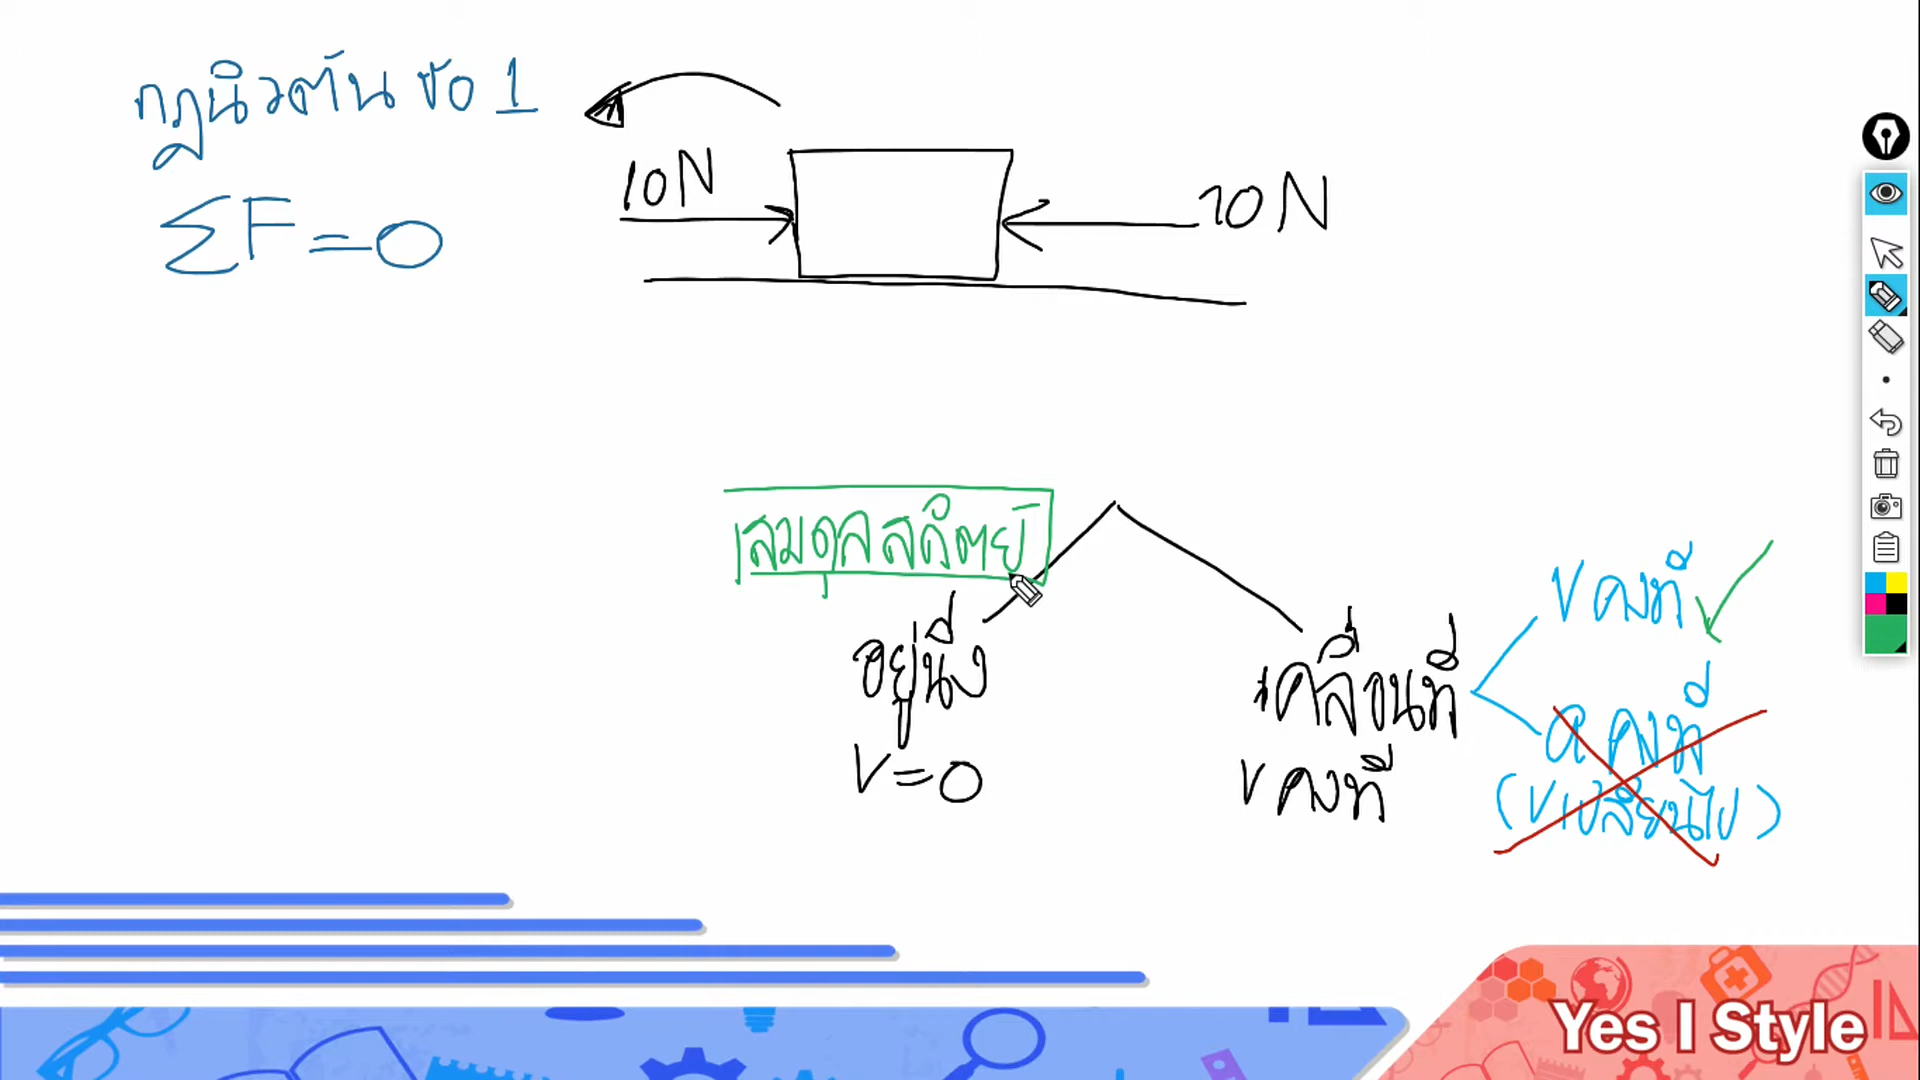 กฎนิวตัน ข้อ 1
ΣF=0
10N
10N
สมดุลสถิตย์
อยู่นิ่ง
V=0
เคลื่อนที่
V คงที่
V คงที่
a คงที่
(Vเปลี่ยนไป)
Yes I Style